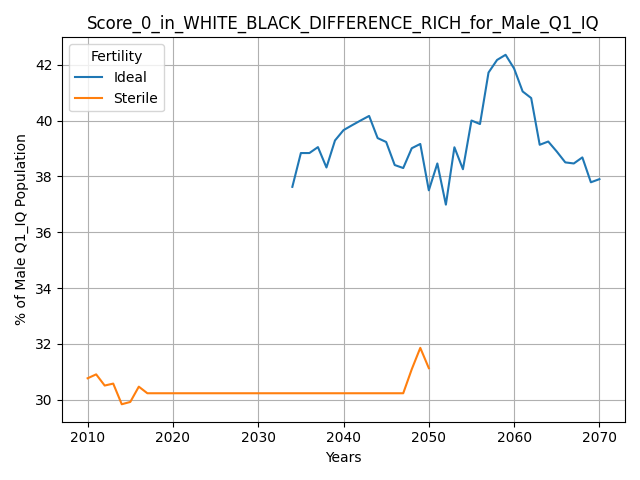 Score_0_in_WHITE_BLACK_DIFFERENCE_RICH_for_Male_Q1_IQ
Fertility
Ideal
Sterile
% of Male Q1_IQ Population
42
40
38
36
34
32
30
2010 2020 2030 2040 2050 2060 2070
Years